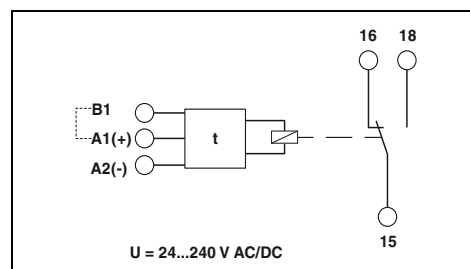 16 18
B1
A1(+)
t
A2(-)
15
U = 24...240 V AC/DC